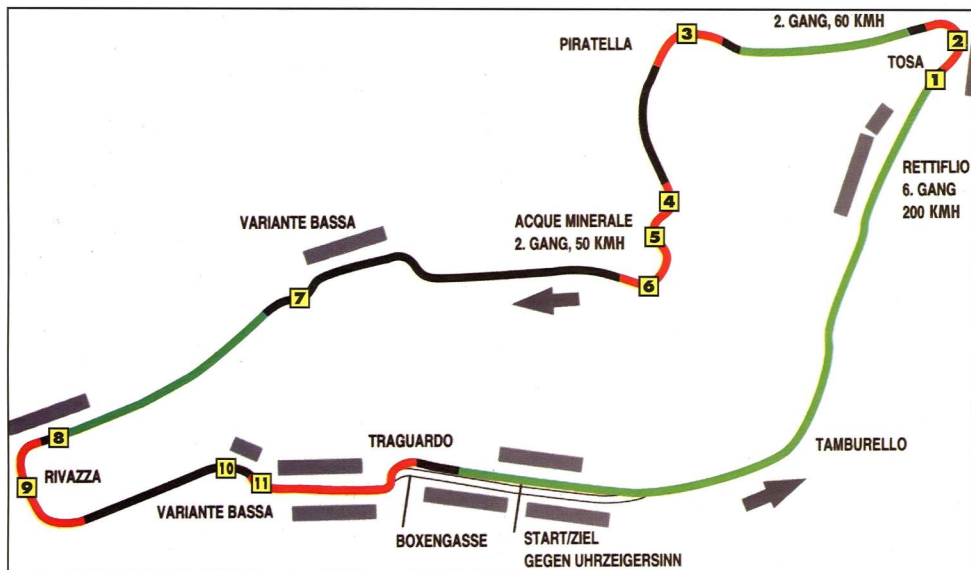 2. GANG, 60 KMH
3
2
PIRATELLA
TOSA
1
RETTIFLIO
6. GANG
200 KMH
4
VARIANTE BASSA
ACQUE MINERALE
2. GANG, 50 KMH
5
6
7
8
TRAGUARDO
TAMBURELLO
RIVAZZA
9
10
11
VARIANTE BASSA
BOXENGASSE
START/ZIEL
GEGEN UHRZEIGERSINN